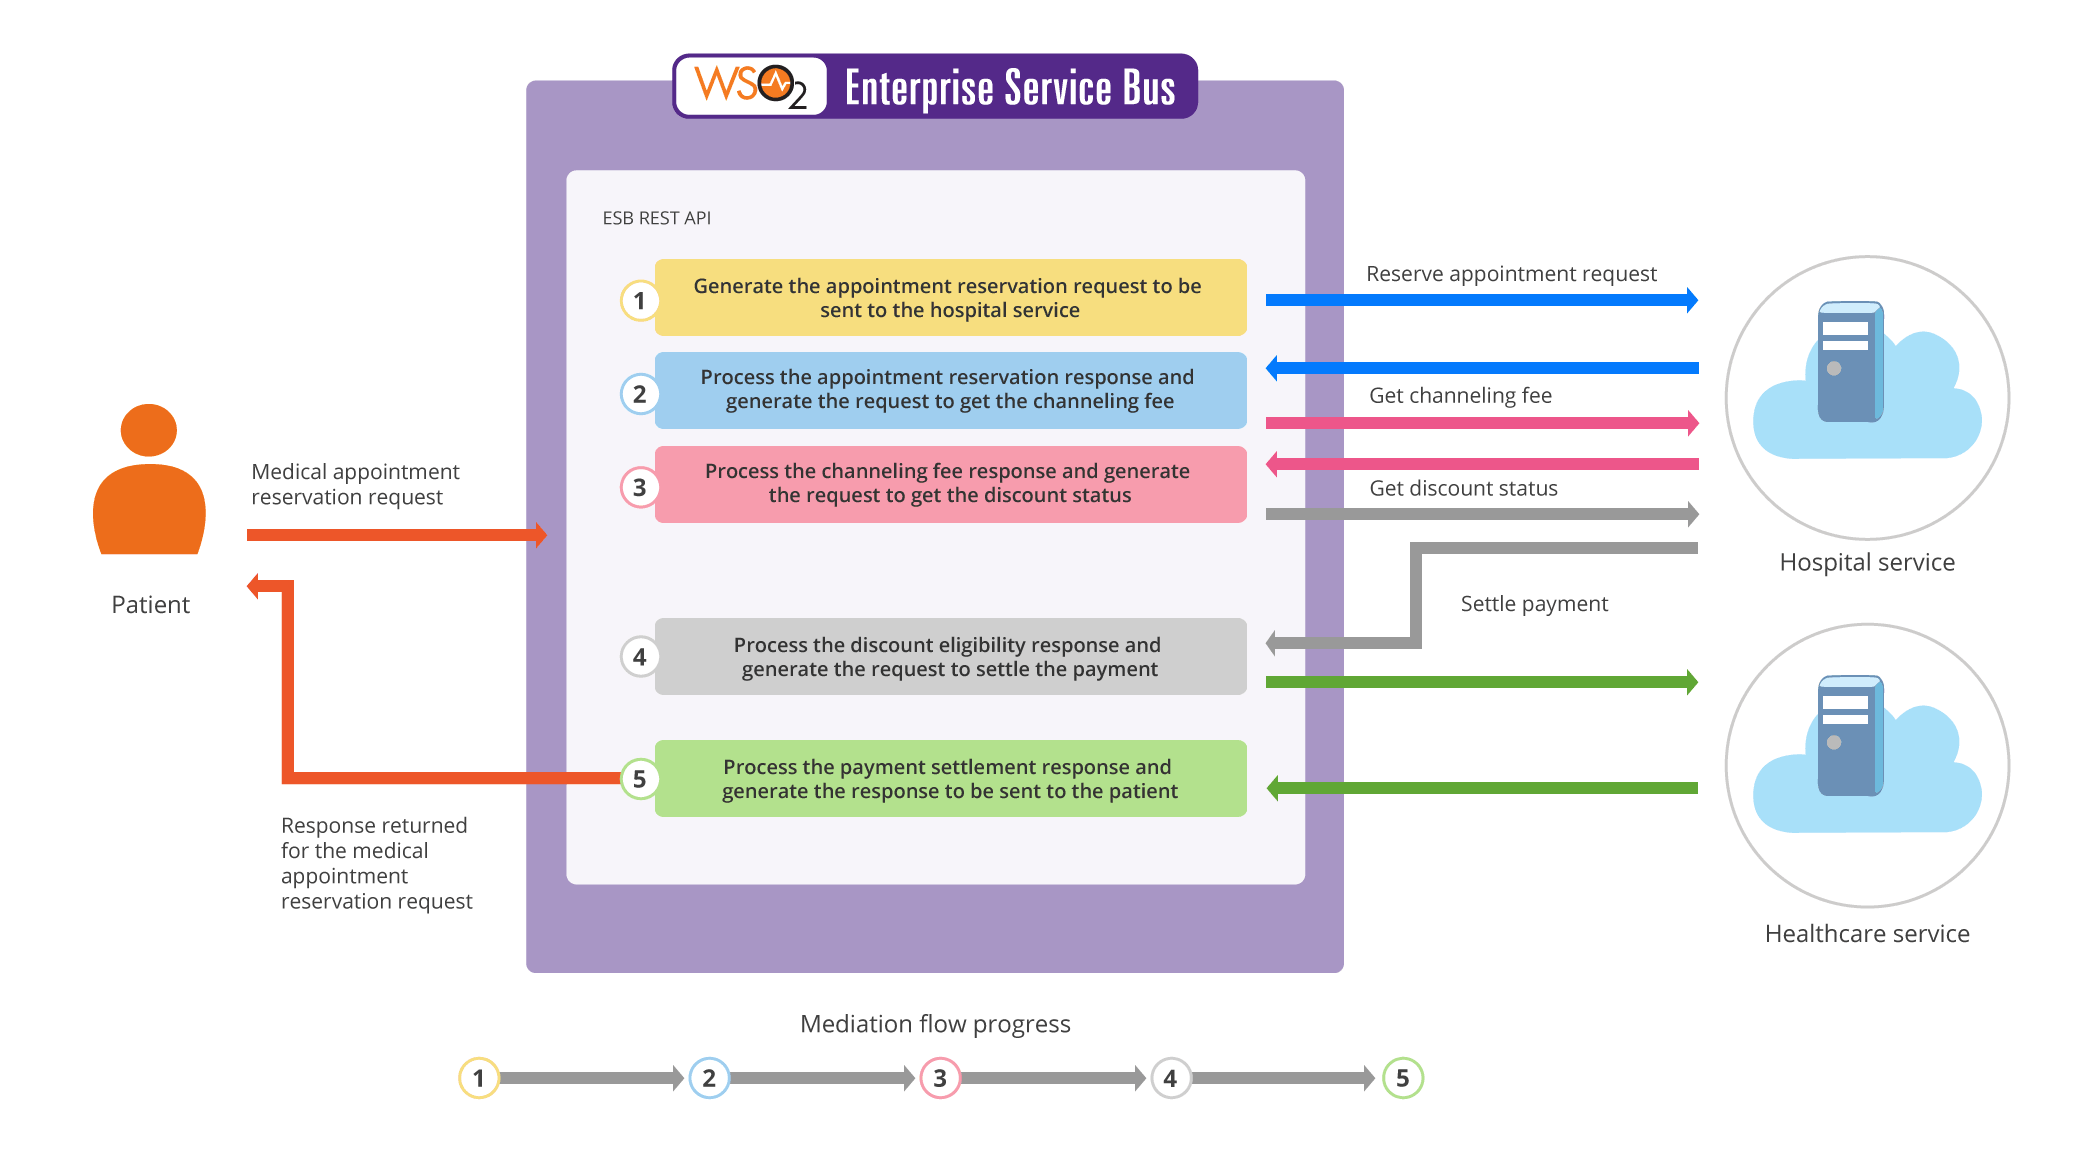 WSO2 Enterprise Service Bus
ESB REST API
1
Generate the appointment reservation request to be
sent to the hospital service
Reserve appointment request
2
Process the appointment reservation response and
generate the request to get the channeling fee
Get channeling fee
3
Process the channeling fee response and generate
the request to get the discount status
Get discount status
Medical appointment
reservation request
Patient
Hospital service
Settle payment
4
Process the discount eligibility response and
generate the request to settle the payment
5
Process the payment settlement response and
generate the response to be sent to the patient
Response returned
for the medical
appointment
reservation request
Healthcare service
Mediation flow progress
1
2
3
4
5